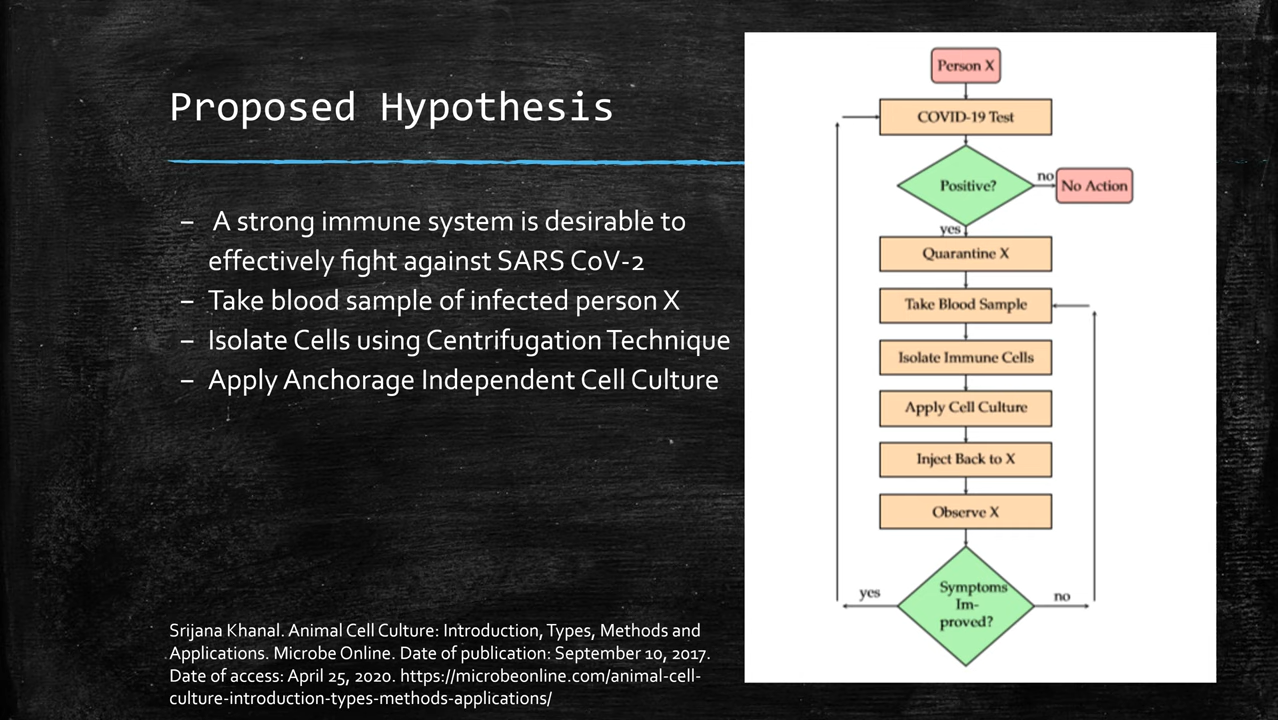 Proposed Hypothesis
– A strong immune system is desirable to
effectively fight against SARS CoV-2
– Take blood sample of infected person X
– Isolate Cells using Centrifugation Technique
– Apply Anchorage Independent Cell Culture
Srijana Khanal. Animal Cell Culture: Introduction, Types, Methods and
Applications. Microbe Online. Date of publication: September 10, 2017.
Date of access: April 25, 2020. https://microbeonline.com/animal-cell-
culture-introduction-types-methods-applications/
Person X
COVID-19 Test
Positive?
no
No Action
yes
Quarantine X
Take Blood Sample
Isolate Immune Cells
Apply Cell Culture
Inject Back to X
Observe X
Symptoms
Im-
proved?
yes
no